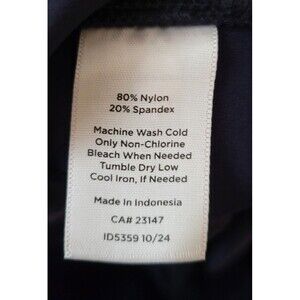 80% Nylon
20% Spandex
Machine Wash Cold
Only Non-Chlorine
Bleach When Needed
Tumble Dry Low
Cool Iron, If Needed
Made in Indonesia
CA# 23147
ID5359 10/24